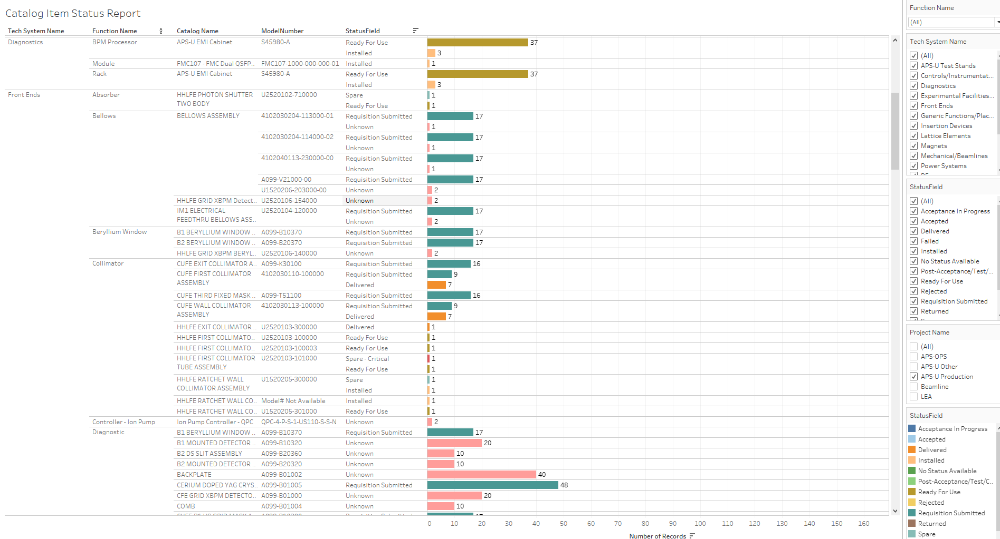 Catalog Item Status Report
Tech System Name Function Name Catalog Name ModelNumber StatusField
Diagnostics BPM Processor APS-U EMI Cabinet S45980-A Ready For Use 37
Installed 3
Module FMC107 - FMC Dual QSFP.. FMC107-1000-000-000-01 Installed 1
Rack APS-U EMI Cabinet S45980-A Ready For Use 37
Installed 3
Front Ends Absorber HHLFE PHOTON SHUTTER U2520102-710000 Spare 1
TWO BODY Ready For Use 1
Bellows BELLOWS ASSEMBLY 4102030204-113000-01 Requisition Submitted 17
Unknown 1
4102030204-114000-02 Requisition Submitted 17
Unknown 1
4102040113-230000-00 Requisition Submitted 17
Unknown 1
A099-V21000-00 Requisition Submitted 17
U1520206-203000-00 Unknown 2
HHLFE GRID XBPM Detect.. U2520106-154000 Unknown 2
IM1 ELECTRICAL U2520104-120000 Requisition Submitted 17
FEEDTHRU BELLOWS ASS.. Unknown 2
Beryllium Window B1 BERYLLIUM WINDOW .. A099-B10370 Requisition Submitted 17
B2 BERYLLIUM WINDOW .. A099-B20370 Requisition Submitted 17
HHLFE GRID XBPM BERYL.. U2520106-140000 Unknown 2
Collimator CUFE EXIT COLLIMATOR A.. A099-K30100 Requisition Submitted 16
CUFE FIRST COLLIMATOR 4102030110-100000 Requisition Submitted 9
ASSEMBLY Delivered 7
CUFE THIRD FIXED MASK .. A099-T51100 Requisition Submitted 16
CUFE WALL COLLIMATOR 4102030113-100000 Requisition Submitted 9
ASSEMBLY Delivered 7
HHLFE EXIT COLLIMATOR .. U2520103-300000 Delivered 1
HHLFE FIRST COLLIMATO.. U2520103-100000 Ready For Use 1
HHLFE FIRST COLLIMATO.. U2520103-100003 Ready For Use 1
HHLFE FIRST COLLIMATOR U2520103-101000 Spare - Critical 1
TUBE ASSEMBLY Ready For Use 1
HHLFE RATCHET WALL U1520205-300000 Spare 1
COLLIMATOR ASSEMBLY Installed 1
HHLFE RATCHET WALL CO.. Model# Not Available Installed 1
HHLFE RATCHET WALL CO.. U1520205-301000 Ready For Use 1
Controller - Ion Pump Ion Pump Controller - QPC QPC-4-P-S-1-US110-S-S-N Unknown 2
Diagnostic B1 BERYLLIUM WINDOW .. A099-B10370 Requisition Submitted 17
B1 MOUNTED DETECTOR .. A099-B10320 Unknown 20
B2 DS SLIT ASSEMBLY A099-B20360 Unknown 10
B2 MOUNTED DETECTOR .. A099-B20320 Unknown 10
BACKPLATE A099-B01002 Unknown 40
CERIUM DOPED YAG CRYS.. A099-B01005 Requisition Submitted 48
CFE GRID XBPM DETECTO.. A099-B01000 Unknown 20
COMB A099-B01004 Unknown 10
0 10 20 30 40 50 60 70 80 90 100 110 120 130 140 150 160
Number of Records
Function Name
(All)
Tech System Name
(All)
APS-U Test Stands
Controls/Instrumentat...
Diagnostics
Experimental Facilities...
Front Ends
Generic Functions/Plac...
Insertion Devices
Lattice Elements
Magnets
Mechanical/Beamlines
Power Systems
StatusField
(All)
Acceptance In Progress
Accepted
Delivered
Failed
Installed
No Status Available
Post-Acceptance/Test/...
Ready For Use
Rejected
Requisition Submitted
Returned
Project Name
(All)
APS-OPS
APS-U Other
APS-U Production
Beamline
LEA
StatusField
Acceptance In Progress
Accepted
Delivered
Installed
No Status Available
Post-Acceptance/Test/C..
Ready For Use
Rejected
Requisition Submitted
Returned
Spare